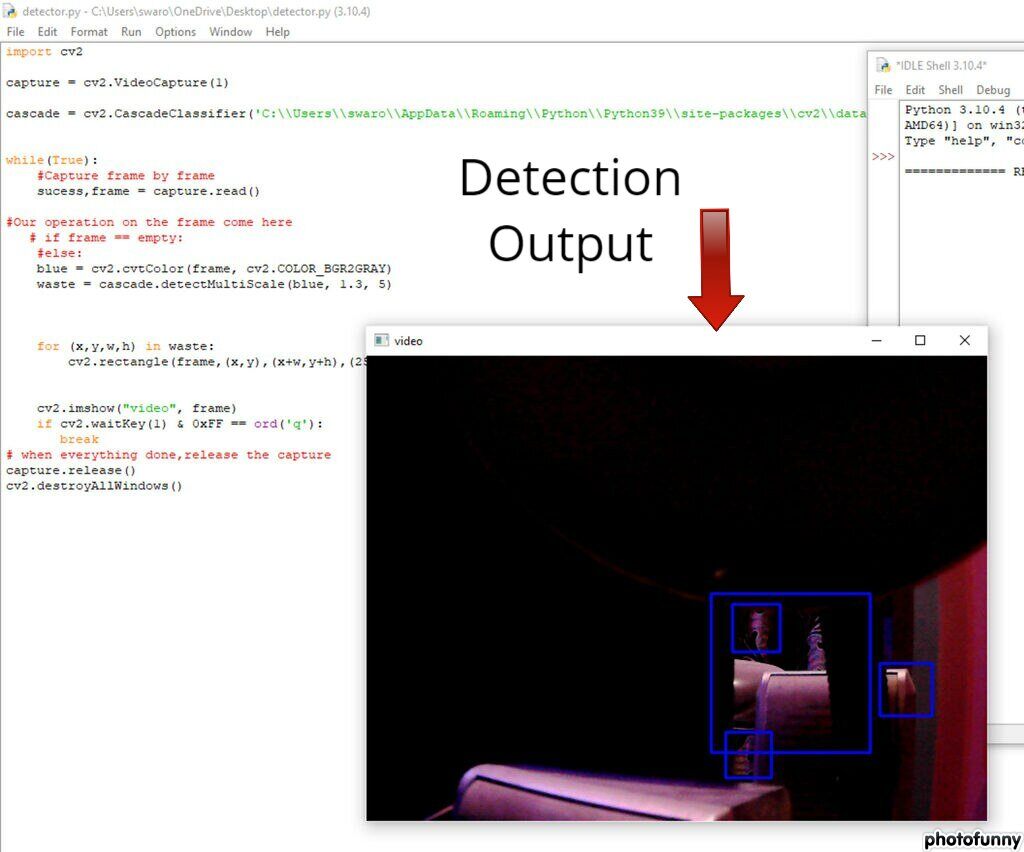 detector.py - C:\Users\swaro\OneDrive\Desktop\detector.py (3.10.4)
File Edit Format Run Options Window Help
import cv2
capture = cv2.VideoCapture(1)
cascade = cv2.CascadeClassifier('C:\\Users\\swaro\\AppData\\Roaming\\Python\\Python39\\site-packages\\cv2\\data
while(True):
#Capture frame by frame
sucess,frame = capture.read()
#Our operation on the frame come here
# if frame == empty:
#else:
blue = cv2.cvtColor(frame, cv2.COLOR_BGR2GRAY)
waste = cascade.detectMultiScale(blue, 1.3, 5)
for (x,y,w,h) in waste:
cv2.rectangle(frame,(x,y),(x+w,y+h),(25
cv2.imshow("video", frame)
if cv2.waitKey(1) & 0xFF == ord('q'):
break
# when everything done,release the capture
capture.release()
cv2.destroyAllWindows()
*IDLE Shell 3.10.4*
File Edit Shell Debug
Python 3.10.4 (t
AMD64)] on win32
Type "help", "co
>>>
============= RE
Detection
Output
video
photofunny